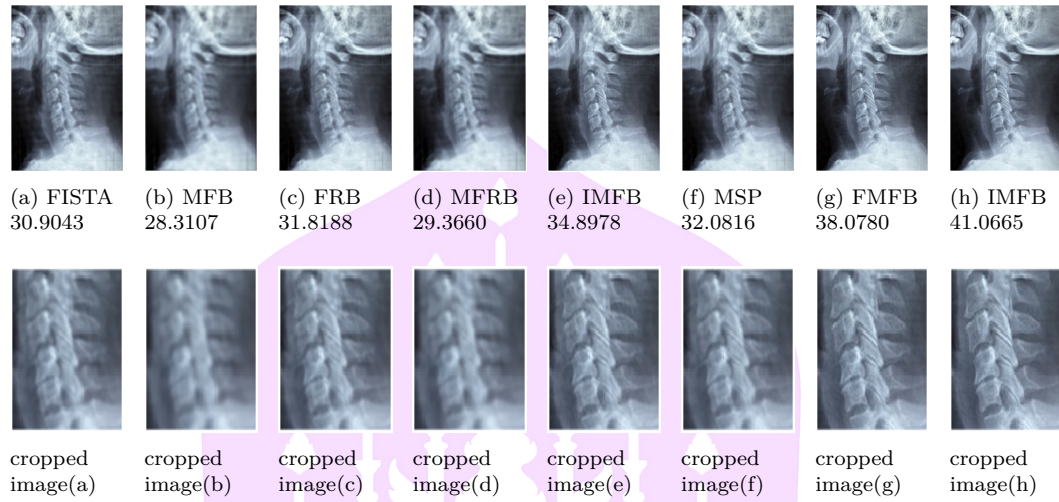 (a) FISTA
30.9043
(b) MFB
28.3107
(c) FRB
31.8188
(d) MFRB
29.3660
(e) IMFB
34.8978
(f) MSP
32.0816
(g) FMFB
38.0780
(h) IMFB
41.0665
cropped
image(a)
cropped
image(b)
cropped
image(c)
cropped
image(d)
cropped
image(e)
cropped
image(f)
cropped
image(g)
cropped
image(h)